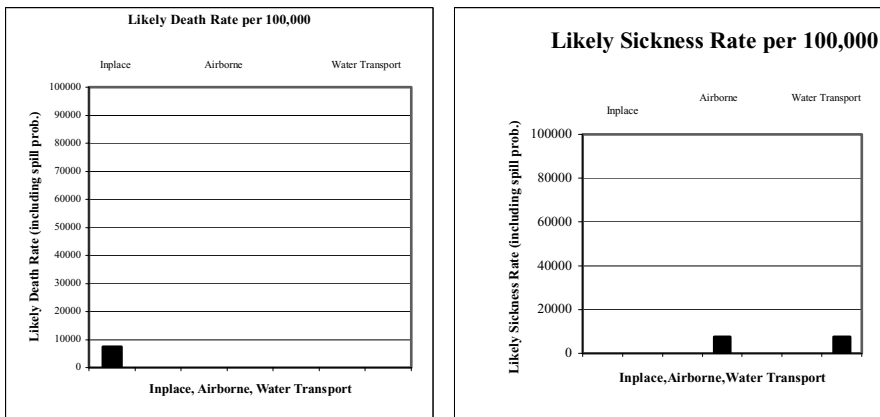 Likely Death Rate per 100,000
Inplace Airborne Water Transport
Likely Death Rate (including spill prob.)
100000
90000
80000
70000
60000
50000
40000
30000
20000
10000
0
Inplace, Airborne, Water Transport
Likely Sickness Rate per 100,000
Inplace Airborne Water Transport
Likely Sickness Rate (including spill prob.)
100000
80000
60000
40000
20000
0
Inplace,Airborne,Water Transport